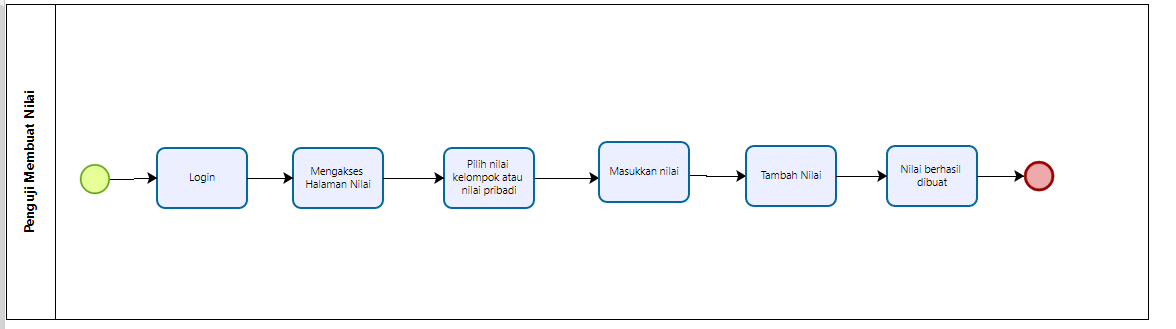 Penguji Membuat Nilai
Login
Mengakses
Halaman Nilai
Pilih nilai
kelompok atau
nilai pribadi
Masukkan nilai
Tambah Nilai
Nilai berhasil
dibuat